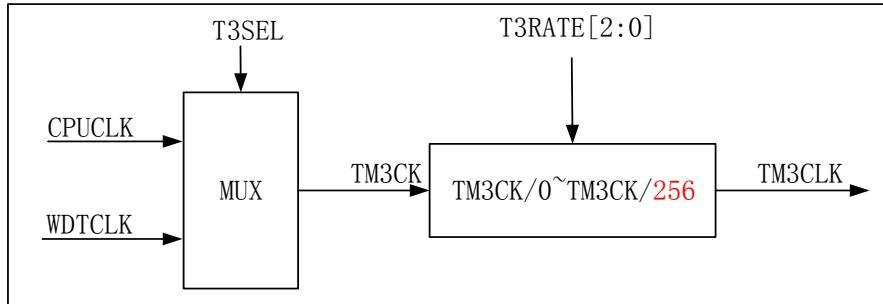 T3SEL
T3RATE[2:0]
CPUCLK
MUX
TM3CK
TM3CK/0~TM3CK/256
TM3CLK
WDTCLK